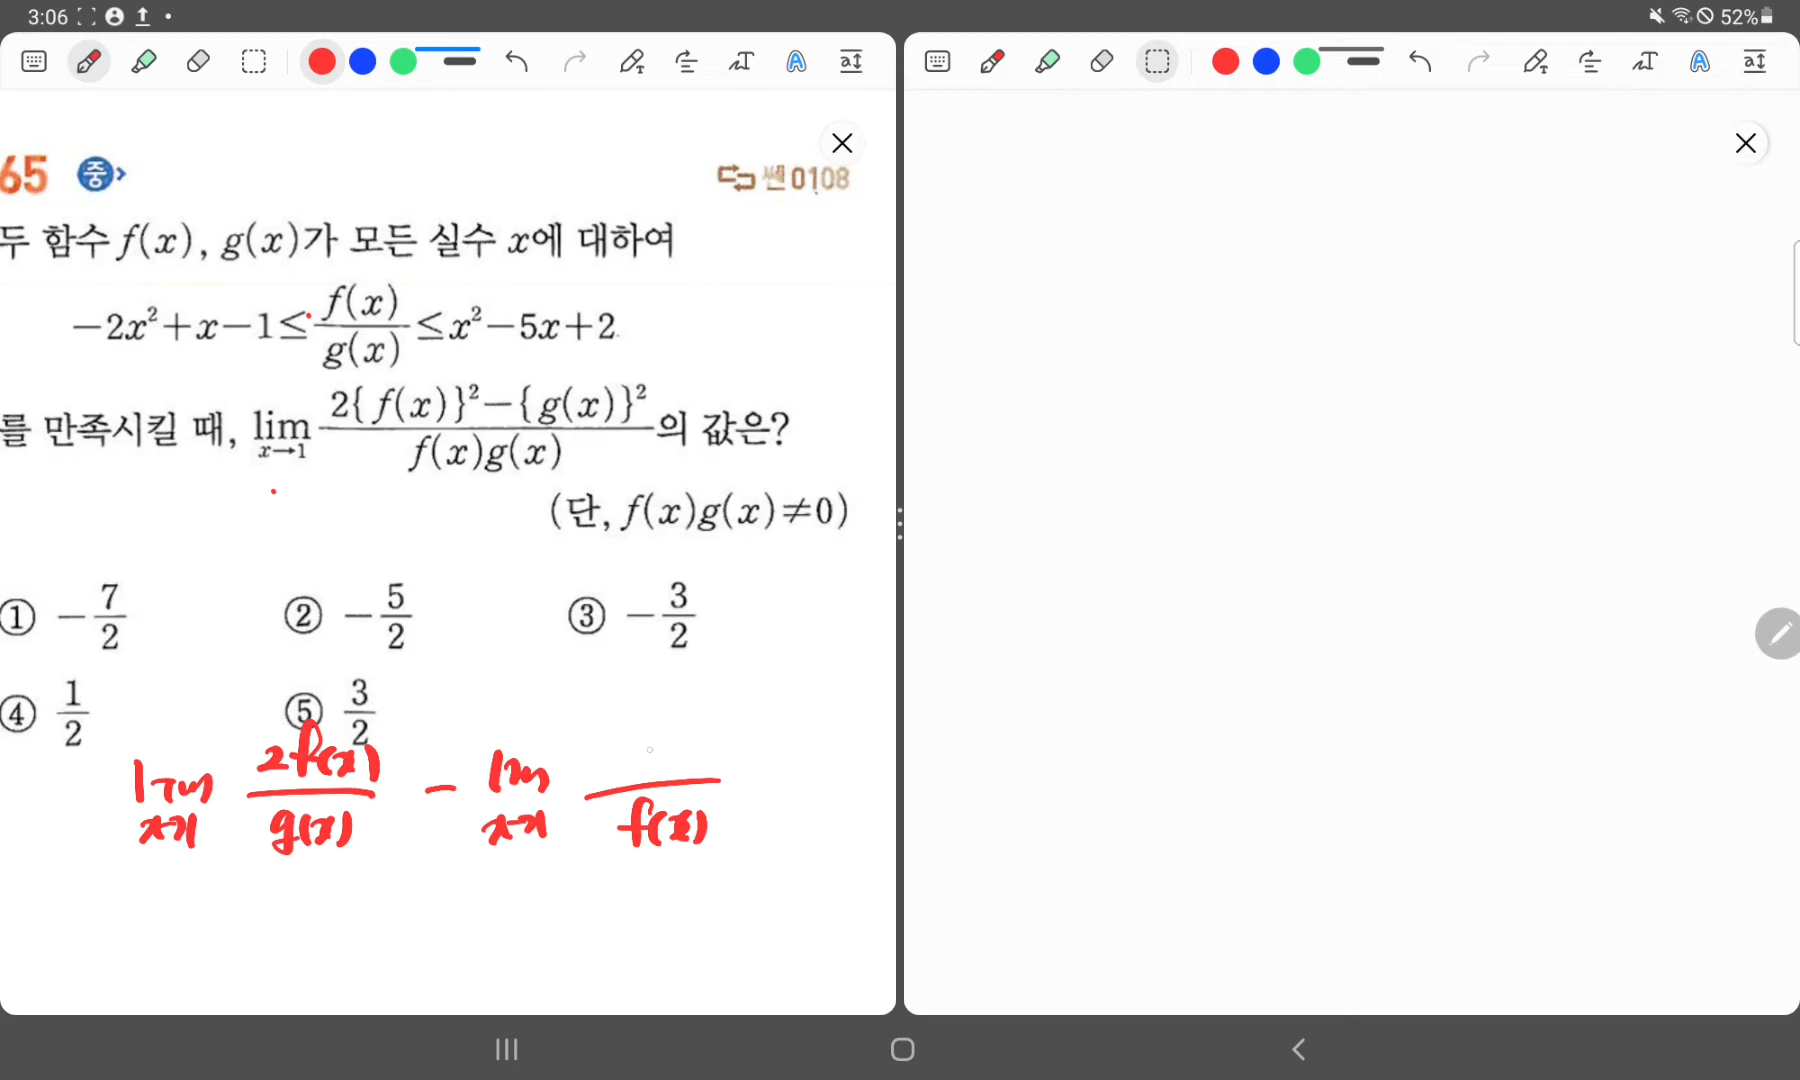 3:06 52%
65 중 쎈 0108
두 함수 f(x), g(x)가 모든 실수 x에 대하여
-2x²+x-1≤ f(x)/g(x) ≤x²-5x+2
를 만족시킬 때, lim x→1 2{f(x)}²-{g(x)}² / f(x)g(x) 의 값은?
(단, f(x)g(x)≠0)
① -7/2 ② -5/2 ③ -3/2
④ 1/2 ⑤ 3/2
lim x→1 2f(x)/g(x) - lim x→1 /f(x)